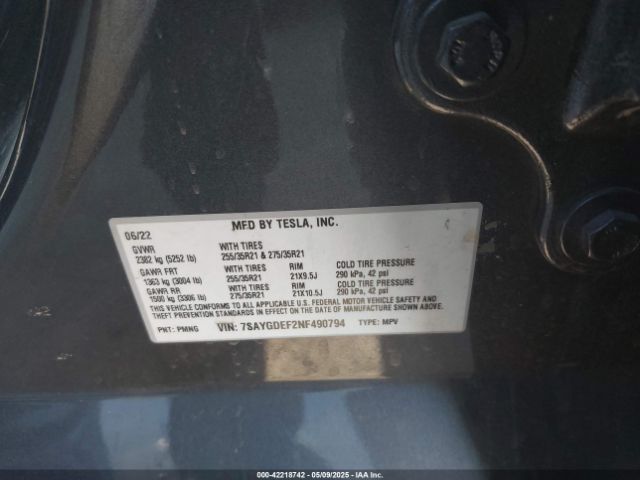 MFD BY TESLA, INC.
06/22
GVWR WITH TIRES
2382 kg (5252 lb) 255/35R21 & 275/35R21
GAWR FRT WITH TIRES RIM COLD TIRE PRESSURE
1363 kg (3004 lb) 255/35R21 21X9.5J 290 kPa, 42 psi
GAWR RR WITH TIRES RIM COLD TIRE PRESSURE
1500 kg (3306 lb) 275/35R21 21X10.5J 290 kPa, 42 psi
THIS VEHICLE CONFORMS TO ALL APPLICABLE U.S. FEDERAL MOTOR VEHICLE SAFETY AND
THEFT PREVENTION STANDARDS IN EFFECT ON THE DATE OF MANUFACTURE SHOWN ABOVE.
PNT: PMNG VIN: 7SAYGDEF2NF490794 TYPE: MPV
000-42218742 - 05/09/2025 - IAA Inc.